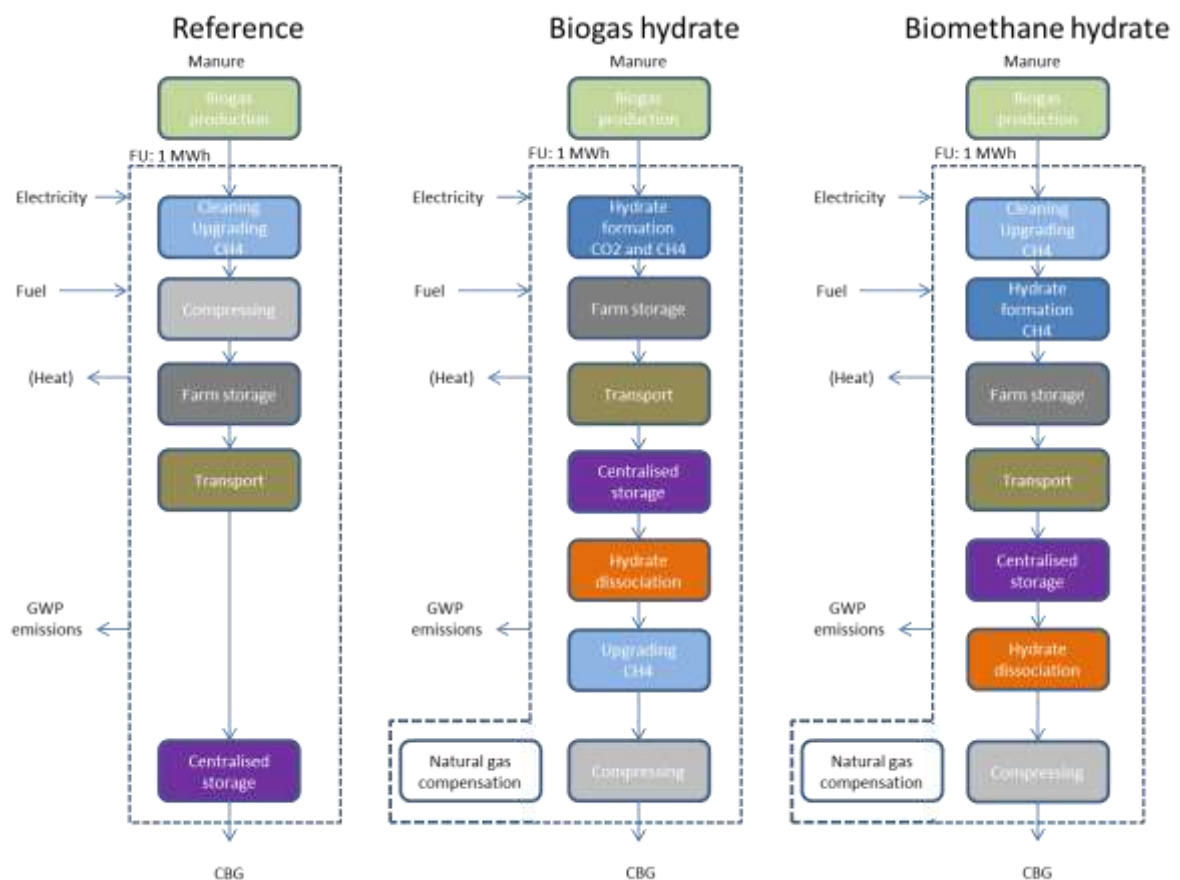 Reference
Manure
Biogas
production
FU: 1 MWh
Electricity
Cleaning
Upgrading
CH4
Fuel
Compressing
(Heat)
Farm storage
Transport
GWP
emissions
Centralised
storage
CBG
Biogas hydrate
Manure
Biogas
production
FU: 1 MWh
Electricity
Hydrate
formation
CO2 and CH4
Fuel
Farm storage
(Heat)
Transport
Centralised
storage
Hydrate
dissociation
GWP
emissions
Upgrading
CH4
Natural gas
compensation
Compressing
CBG
Biomethane hydrate
Manure
Biogas
production
FU: 1 MWh
Electricity
Cleaning
Upgrading
CH4
Fuel
Hydrate
formation
CH4
(Heat)
Farm storage
Transport
Centralised
storage
GWP
emissions
Hydrate
dissociation
Natural gas
compensation
Compressing
CBG